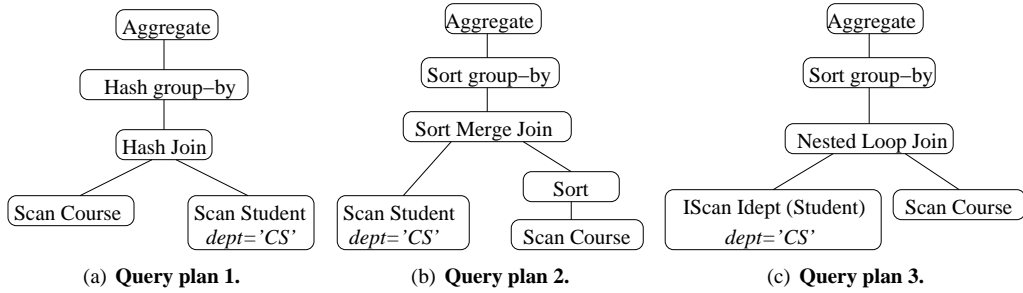 Aggregate
Hash group−by
Hash Join
Scan Course
Scan Student
dept='CS'
(a) Query plan 1.
Aggregate
Sort group−by
Sort Merge Join
Scan Student
dept='CS'
Sort
Scan Course
(b) Query plan 2.
Aggregate
Sort group−by
Nested Loop Join
IScan Idept (Student)
dept='CS'
Scan Course
(c) Query plan 3.